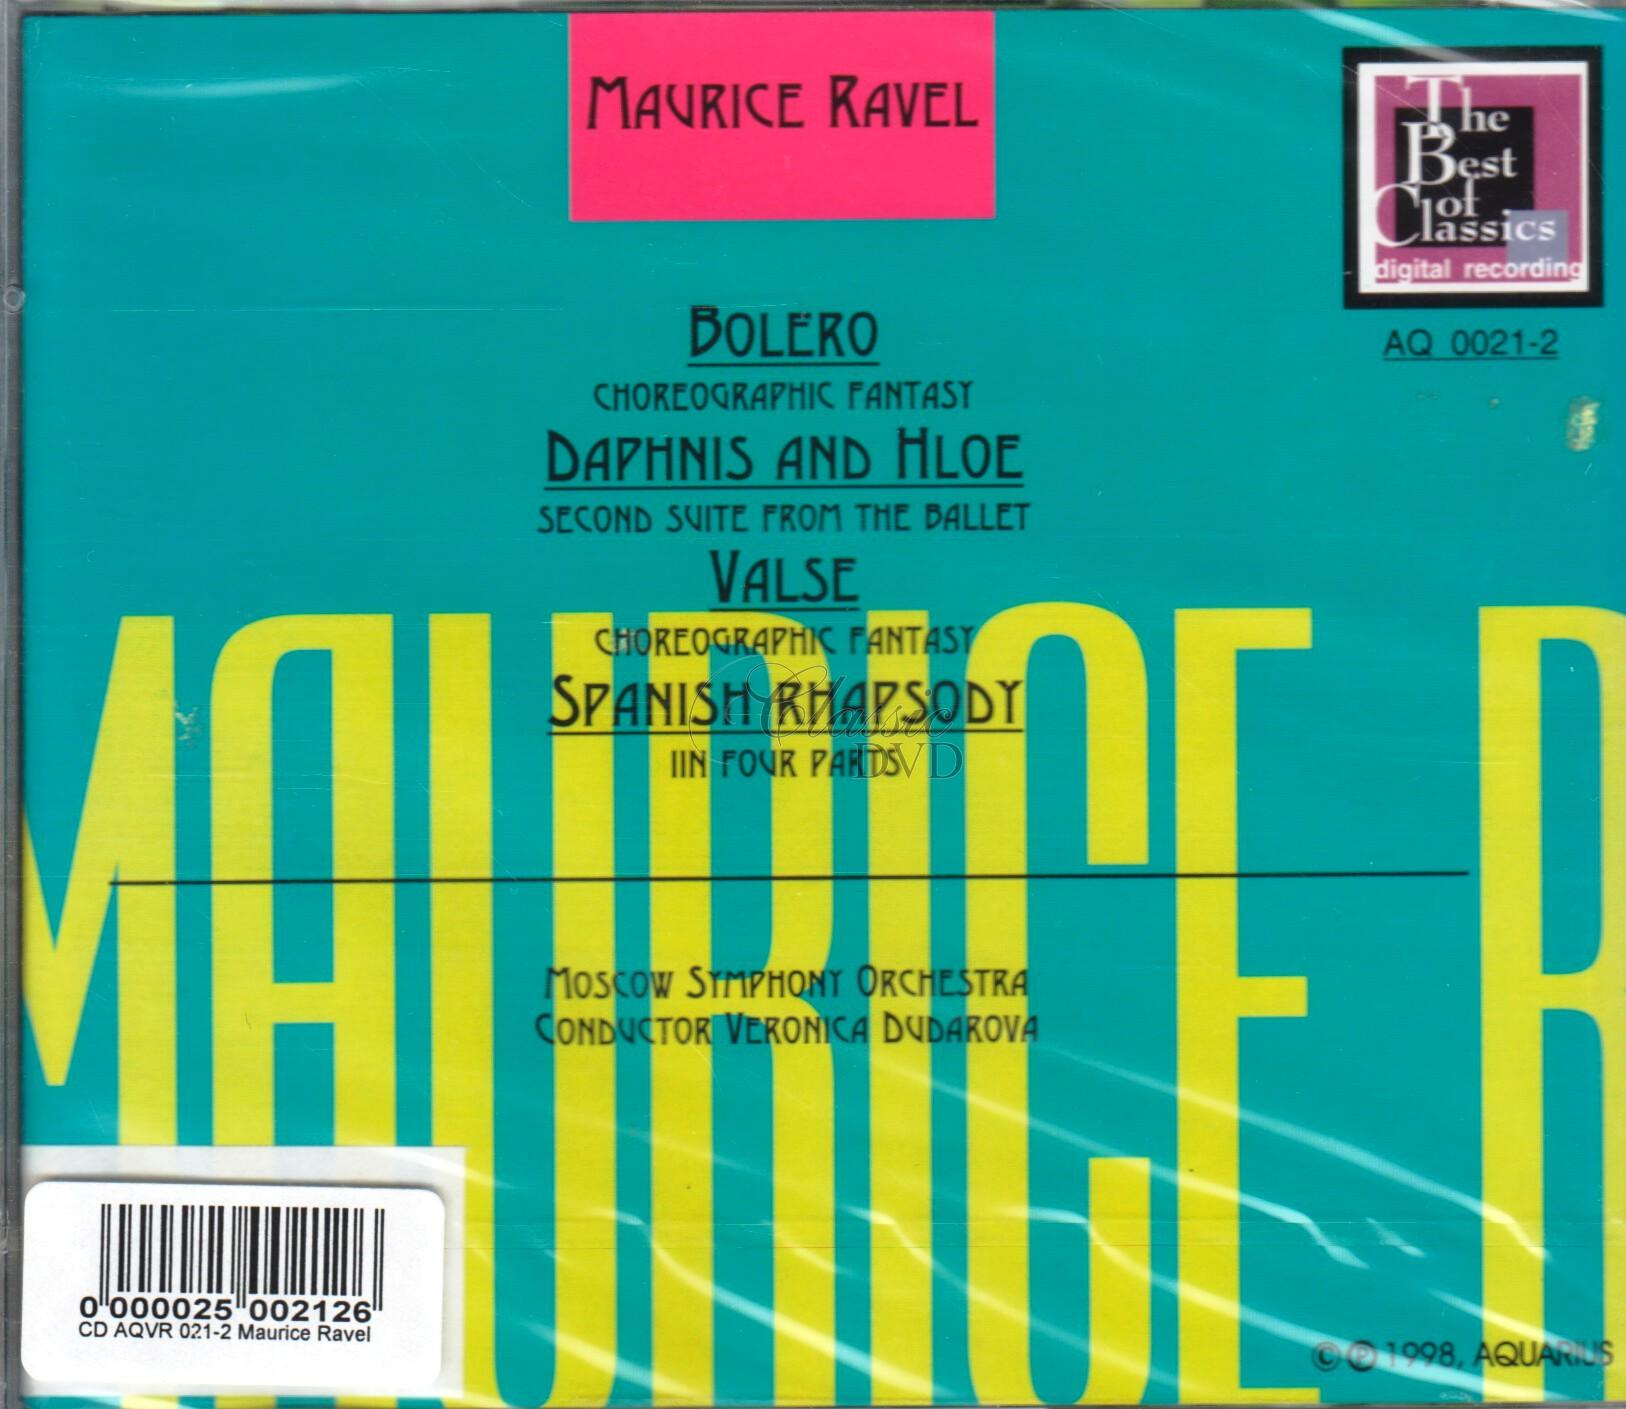 MAURICE RAVEL
The
Best
of
Classics
digital recording
AQ 0021-2
BOLERO
CHOREOGRAPHIC FANTASY
DAPHNIS AND HLOE
SECOND SUITE FROM THE BALLET
VALSE
CHOREOGRAPHIC FANTASY
SPANISH RHAPSODY
IIN FOUR PARTS
Classic
DVD
MAURICE R
MOSCOW SYMPHONY ORCHESTRA
CONDUCTOR VERONICA DUDAROVA
0 000025 002126
CD AQVR 021-2 Maurice Ravel
© ℗ 1998, AQUARIUS